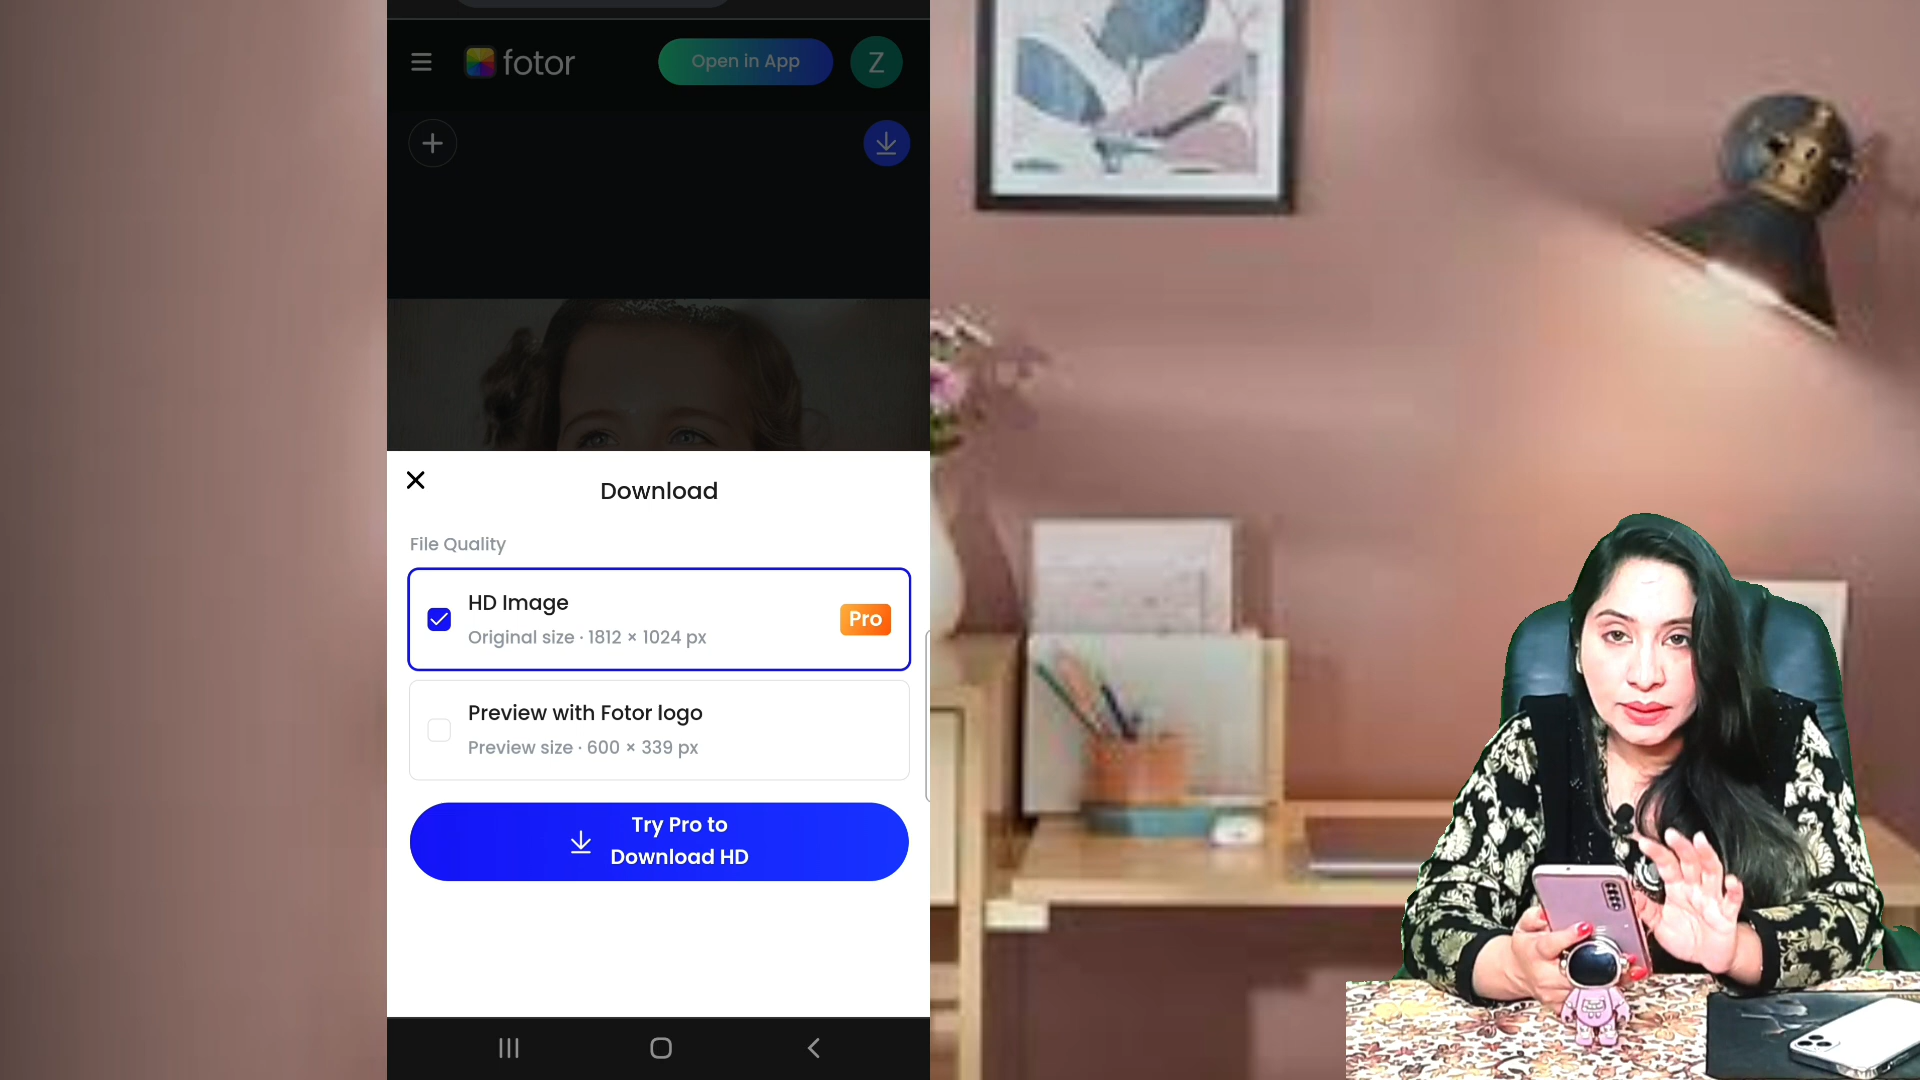 fotor
Open in App
Z
Download
File Quality
HD Image
Pro
Original size · 1812 × 1024 px
Preview with Fotor logo
Preview size · 600 × 339 px
Try Pro to
Download HD